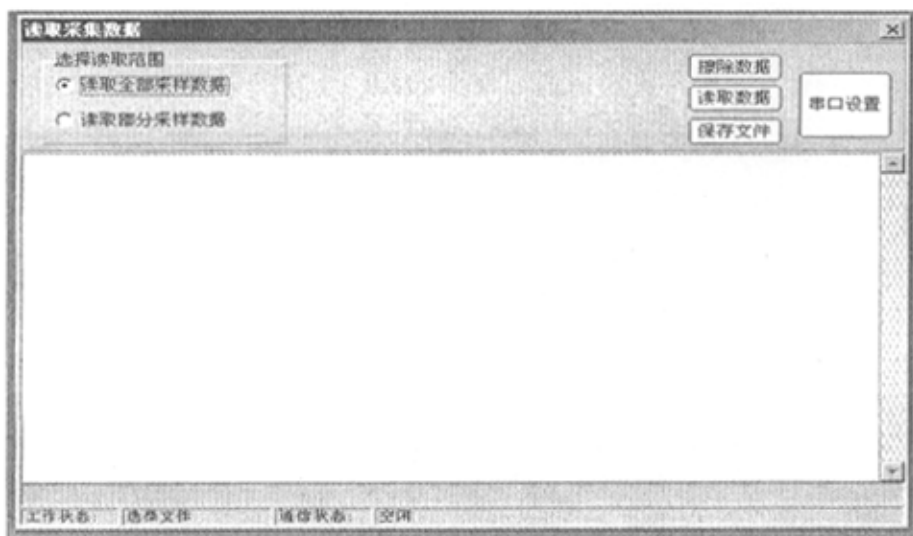 读取采集数据
选择读取范围
读取全部采样数据
读取部分采样数据
擦除数据
读取数据
保存文件
串口设置
工作状态: 选择文件 通信状态: 空闲